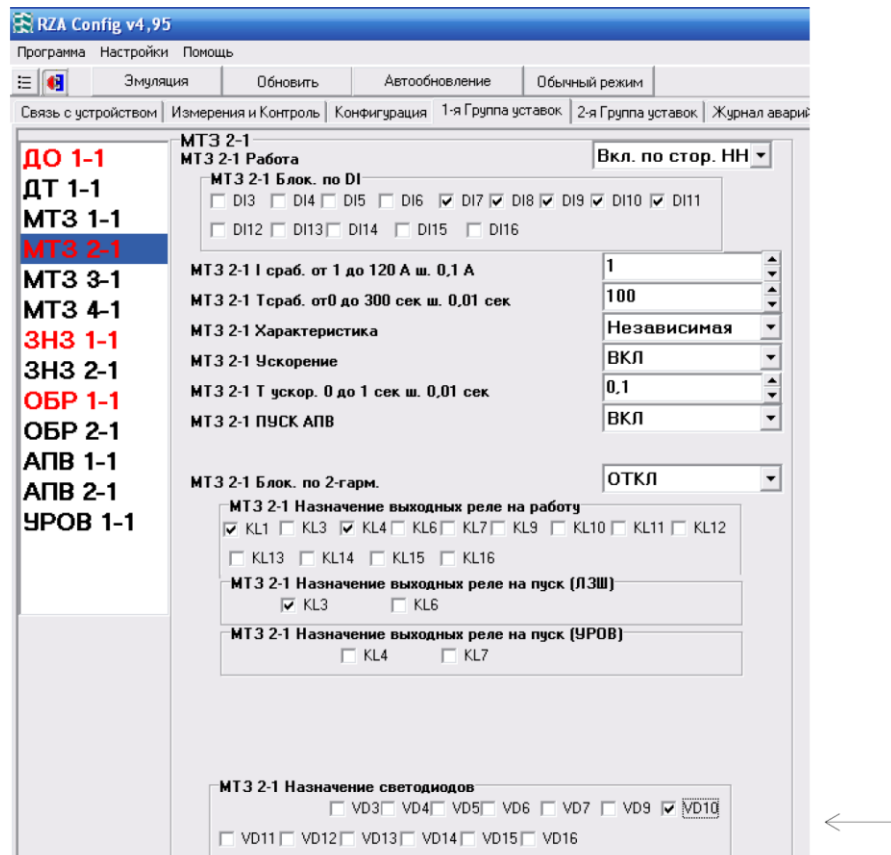 RZA Config v4,95
Программа Настройки Помощь
Эмуляция Обновить Автообновление Обычный режим
Связь с устройством Измерения и Контроль Конфигурация 1-я Группа уставок 2-я Группа уставок Журнал аварий
ДО 1-1
ДТ 1-1
МТЗ 1-1
МТЗ 2-1
МТЗ 3-1
МТЗ 4-1
ЗНЗ 1-1
ЗНЗ 2-1
ОБР 1-1
ОБР 2-1
АПВ 1-1
АПВ 2-1
УРОВ 1-1
МТЗ 2-1
МТЗ 2-1 Работа Вкл. по стор. НН
МТЗ 2-1 Блок. по DI
DI3 DI4 DI5 DI6 DI7 DI8 DI9 DI10 DI11
DI12 DI13 DI14 DI15 DI16
МТЗ 2-1 I сраб. от 1 до 120 А ш. 0,1 А 1
МТЗ 2-1 Tсраб. от0 до 300 сек ш. 0,01 сек 100
МТЗ 2-1 Характеристика Независимая
МТЗ 2-1 Ускорение ВКЛ
МТЗ 2-1 Т ускор. 0 до 1 сек ш. 0,01 сек 0,1
МТЗ 2-1 ПУСК АПВ ВКЛ
МТЗ 2-1 Блок. по 2-гарм. ОТКЛ
МТЗ 2-1 Назначение выходных реле на работу
KL1 KL3 KL4 KL6 KL7 KL9 KL10 KL11 KL12
KL13 KL14 KL15 KL16
МТЗ 2-1 Назначение выходных реле на пуск (ЛЗШ)
KL3 KL6
МТЗ 2-1 Назначение выходных реле на пуск (УРОВ)
KL4 KL7
МТЗ 2-1 Назначение светодиодов
VD3 VD4 VD5 VD6 VD7 VD9 VD10
VD11 VD12 VD13 VD14 VD15 VD16